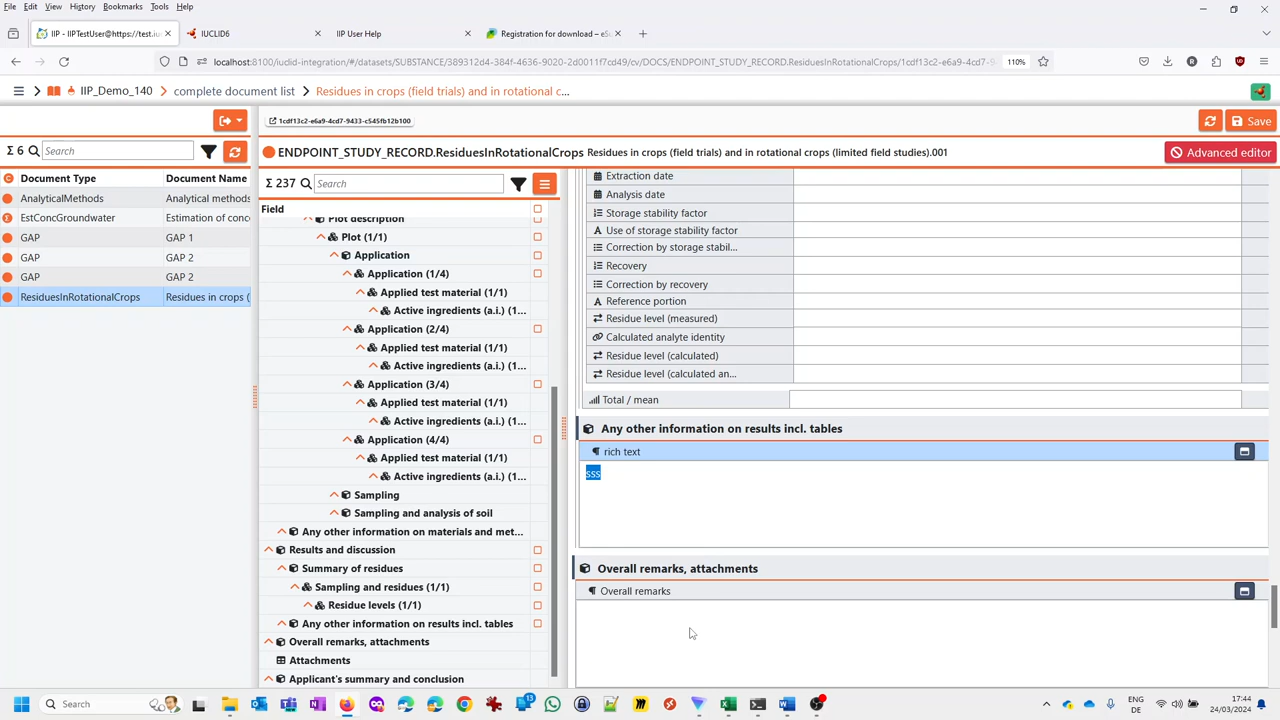 File Edit View History Bookmarks Tools Help
IIP - IIPTestUser@https://test.iu
IUCLID6
IIP User Help
Registration for download – eSu
localhost:8100/iuclid-integration/#/datasets/SUBSTANCE/389312d4-384f-4636-9020-2d0011f7cd49/cv/DOCS/ENDPOINT_STUDY_RECORD.ResiduesInRotationalCrops/1cdf13c2-e6a9-4cd7-9
110%
IIP_Demo_140
complete document list
Residues in crops (field trials) and in rotational c...
1cdf13c2-e6a9-4cd7-9433-c545fb12b100
Save
Σ 6
Search
ENDPOINT_STUDY_RECORD.ResiduesInRotationalCrops Residues in crops (field trials) and in rotational crops (limited field studies).001
Advanced editor
Document Type
Document Name
AnalyticalMethods
Analytical methods
EstConcGroundwater
Estimation of conc
GAP
GAP 1
GAP
GAP 2
GAP
GAP 2
ResiduesInRotationalCrops
Residues in crops (
Σ 237
Search
Field
Plot description
Plot (1/1)
Application
Application (1/4)
Applied test material (1/1)
Active ingredients (a.i.) (1...
Application (2/4)
Applied test material (1/1)
Active ingredients (a.i.) (1...
Application (3/4)
Applied test material (1/1)
Active ingredients (a.i.) (1...
Application (4/4)
Applied test material (1/1)
Active ingredients (a.i.) (1...
Sampling
Sampling and analysis of soil
Any other information on materials and met...
Results and discussion
Summary of residues
Sampling and residues (1/1)
Residue levels (1/1)
Any other information on results incl. tables
Overall remarks, attachments
Attachments
Applicant's summary and conclusion
Extraction date
Analysis date
Storage stability factor
Use of storage stability factor
Correction by storage stabil...
Recovery
Correction by recovery
Reference portion
Residue level (measured)
Calculated analyte identity
Residue level (calculated)
Residue level (calculated an...
Total / mean
Any other information on results incl. tables
rich text
sss
Overall remarks, attachments
Overall remarks
Search
13
ENG
DE
17:44
24/03/2024